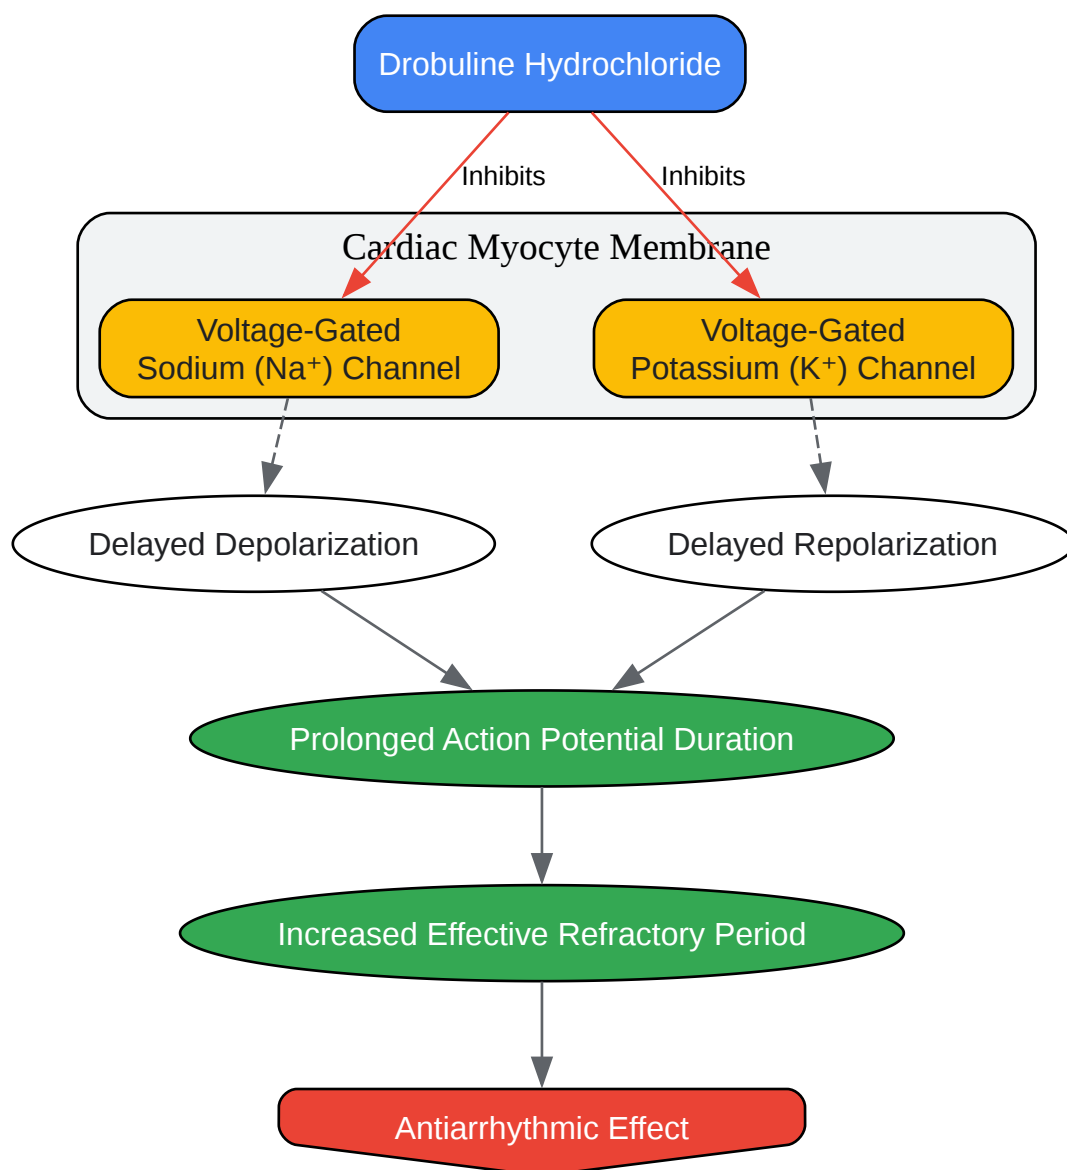 Drobuline Hydrochloride
Inhibits
Inhibits
Cardiac Myocyte Membrane
Voltage-Gated
Sodium (Na⁺) Channel
Voltage-Gated
Potassium (K⁺) Channel
Delayed Depolarization
Delayed Repolarization
Prolonged Action Potential Duration
Increased Effective Refractory Period
Antiarrhythmic Effect